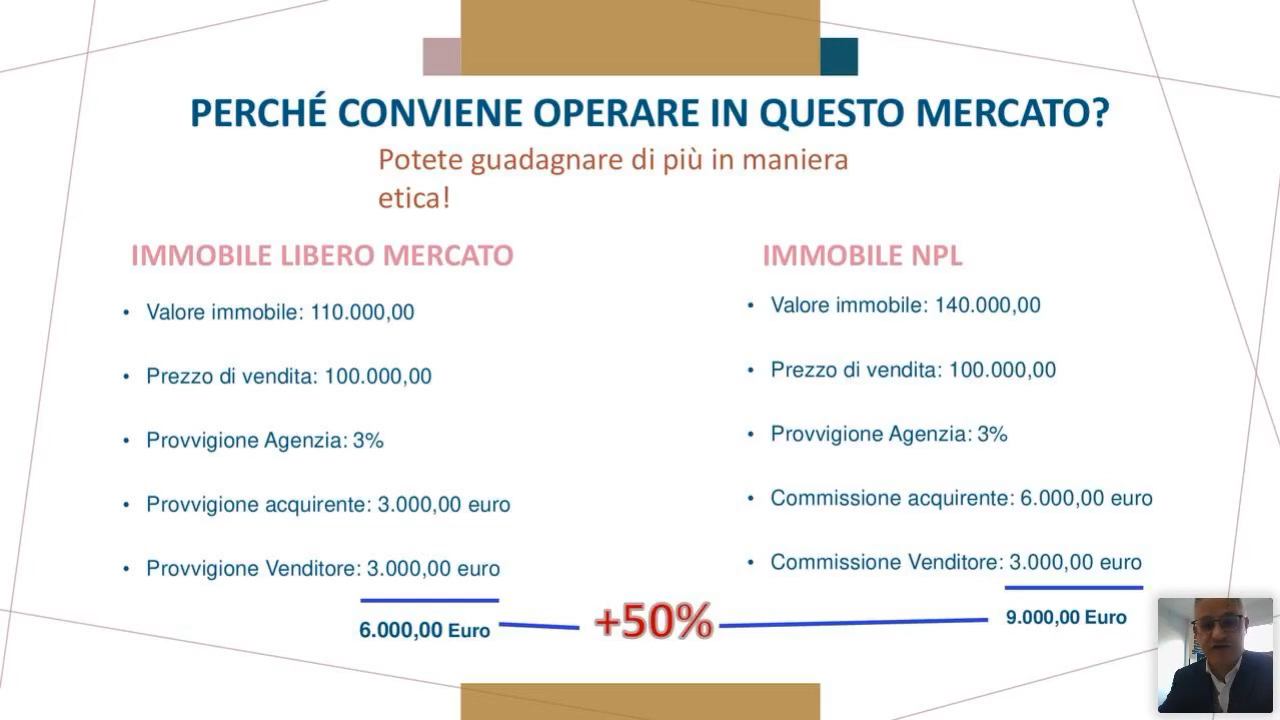 PERCHÉ CONVIENE OPERARE IN QUESTO MERCATO?
Potete guadagnare di più in maniera
etica!
IMMOBILE LIBERO MERCATO
• Valore immobile: 110.000,00
• Prezzo di vendita: 100.000,00
• Provvigione Agenzia: 3%
• Provvigione acquirente: 3.000,00 euro
• Provvigione Venditore: 3.000,00 euro
6.000,00 Euro
+50%
IMMOBILE NPL
• Valore immobile: 140.000,00
• Prezzo di vendita: 100.000,00
• Provvigione Agenzia: 3%
• Commissione acquirente: 6.000,00 euro
• Commissione Venditore: 3.000,00 euro
9.000,00 Euro